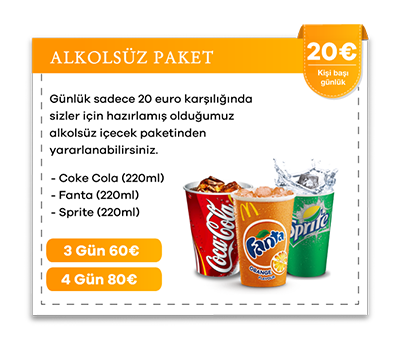 ALKOLSÜZ PAKET
20€
Kişi başı
günlük
Günlük sadece 20 euro karşılığında
sizler için hazırlamış olduğumuz
alkolsüz içecek paketinden
yararlanabilirsiniz.
- Coke Cola (220ml)
- Fanta (220ml)
- Sprite (220ml)
Coca-Cola
Fanta
ORANGE
Sprite
3 Gün 60€
4 Gün 80€